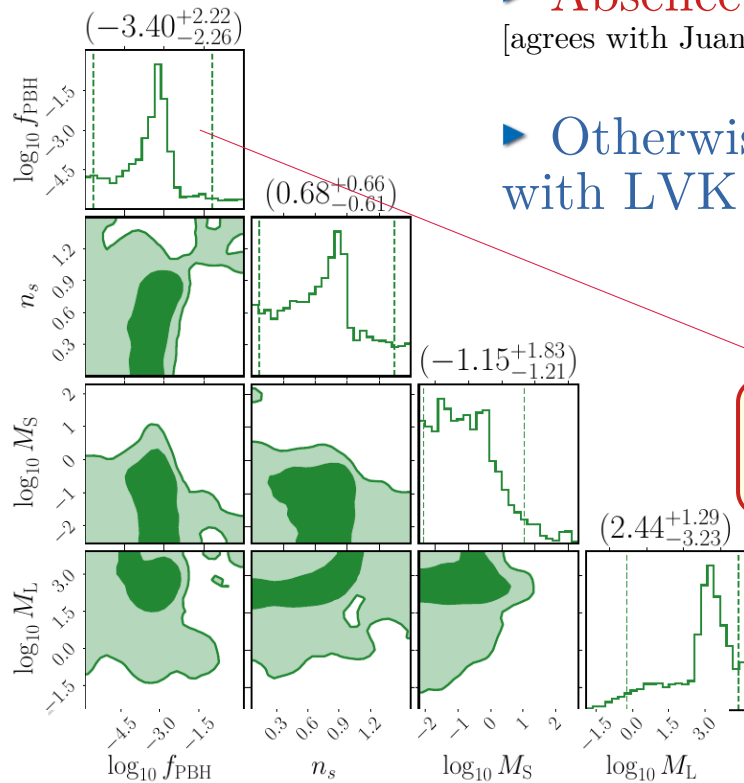 Absence
[agrees with Juan
Otherwis
with LVK
(−3.40+2.22−2.26)
log10 fPBH
−1.5
−3.0
−4.5
(0.68+0.66−0.61)
ns
1.2
0.9
0.6
0.3
(−1.15+1.83−1.21)
log10 MS
2
1
0
−1
−2
(2.44+1.29−3.23)
log10 ML
3.0
1.5
0.0
−1.5
−4.5 −3.0 −1.5 0.3 0.6 0.9 1.2 −2 −1 0 1 2 −1.5 0.0 1.5 3.0
log10 fPBH ns log10 MS log10 ML